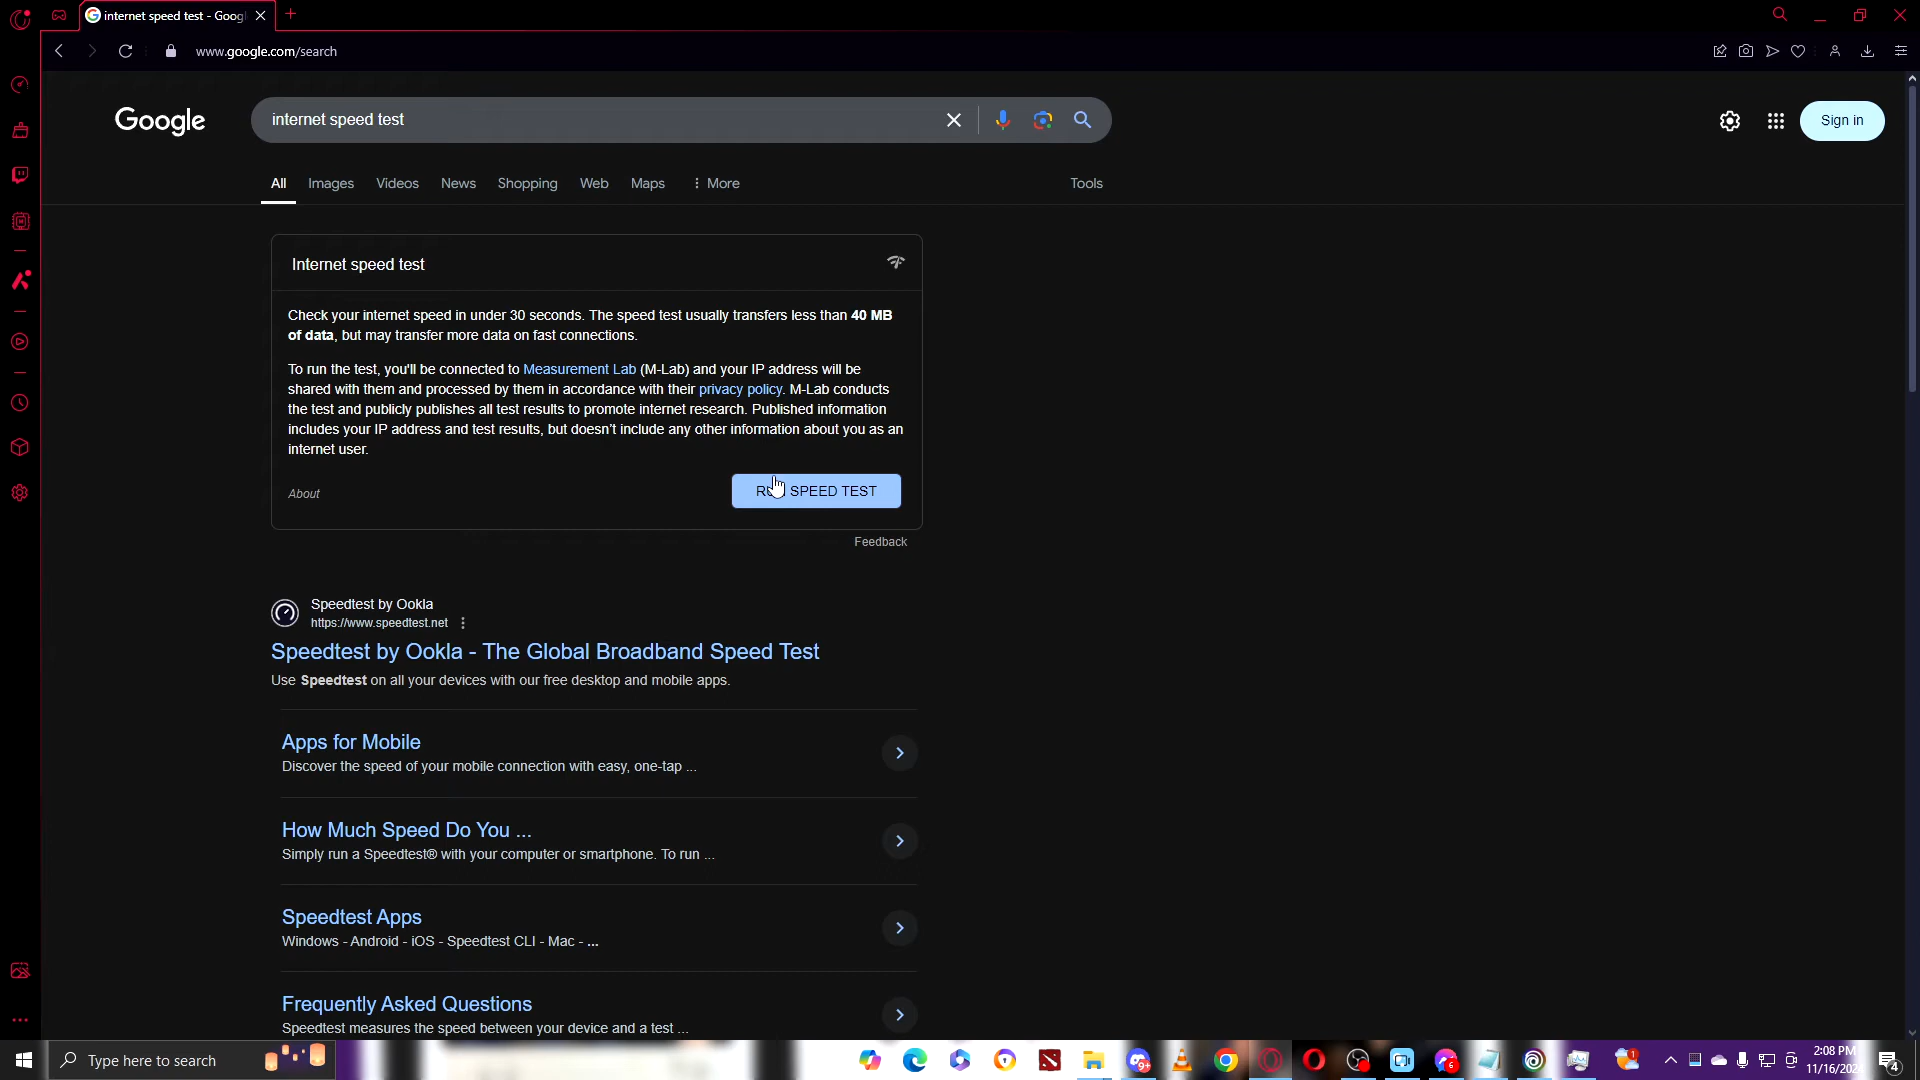 internet speed test - Goog
www.google.com/search
Google
internet speed test
Sign in
All Images Videos News Shopping Web Maps More Tools
Internet speed test
Check your internet speed in under 30 seconds. The speed test usually transfers less than 40 MB
of data, but may transfer more data on fast connections.
To run the test, you'll be connected to Measurement Lab (M-Lab) and your IP address will be
shared with them and processed by them in accordance with their privacy policy. M-Lab conducts
the test and publicly publishes all test results to promote internet research. Published information
includes your IP address and test results, but doesn't include any other information about you as an
internet user.
About
SPEED TEST
Feedback
Speedtest by Ookla
https://www.speedtest.net
Speedtest by Ookla - The Global Broadband Speed Test
Use Speedtest on all your devices with our free desktop and mobile apps.
Apps for Mobile
Discover the speed of your mobile connection with easy, one-tap ...
How Much Speed Do You ...
Simply run a Speedtest® with your computer or smartphone. To run ...
Speedtest Apps
Windows - Android - iOS - Speedtest CLI - Mac - ...
Frequently Asked Questions
Speedtest measures the speed between your device and a test ...
Type here to search
9+
6
1
2:08 PM
11/16/202
4